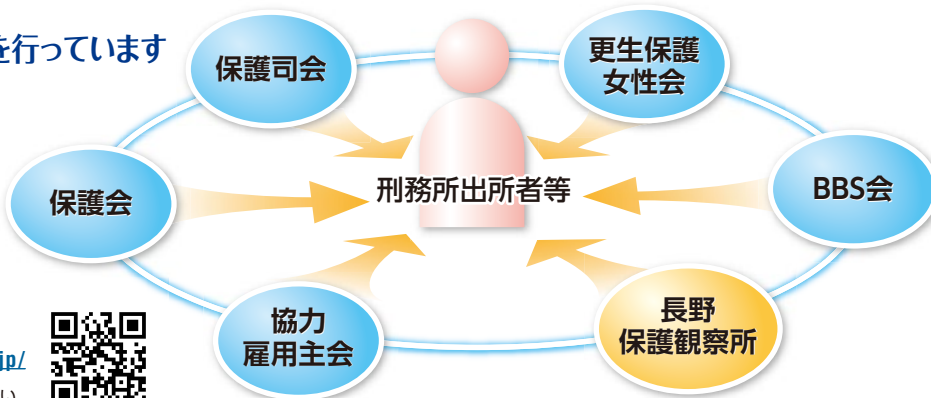 を行っています
保護司会
更生保護
女性会
保護会
刑務所出所者等
BBS会
協力
雇用主会
長野
保護観察所
jp/
い